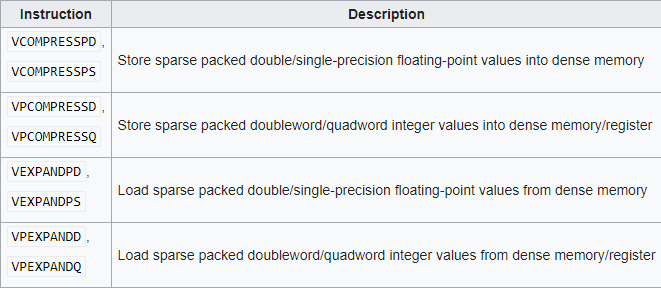 Instruction Description
VCOMPRESSPD,
VCOMPRESSPS
Store sparse packed double/single-precision floating-point values into dense memory
VPCOMPRESSD,
VPCOMPRESSQ
Store sparse packed doubleword/quadword integer values into dense memory/register
VEXPANDPD,
VEXPANDPS
Load sparse packed double/single-precision floating-point values from dense memory
VPEXPANDD,
VPEXPANDQ
Load sparse packed doubleword/quadword integer values from dense memory/register